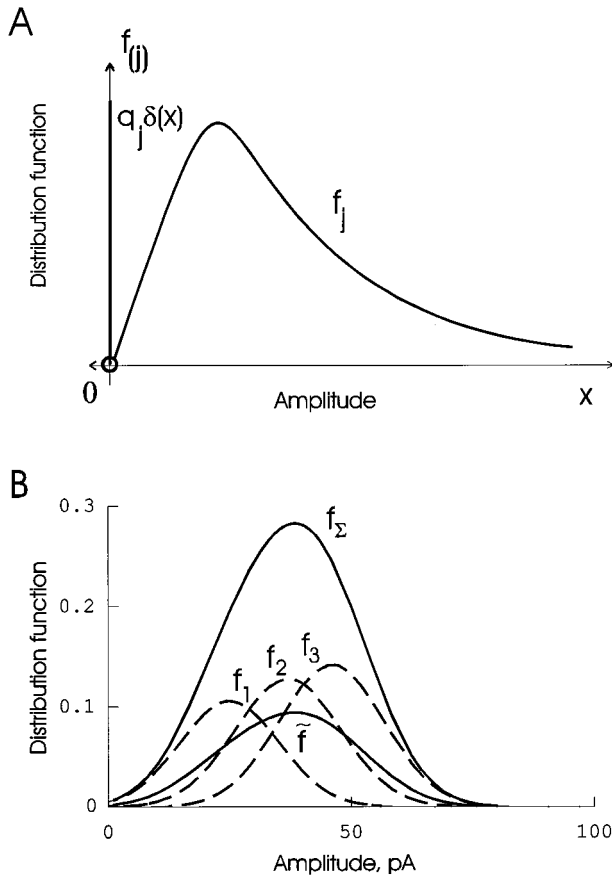 A
f(j)
qjδ(x)
fj
Distribution function
0
Amplitude
x
B
0.3
fΣ
0.2
f3
f2
f1
0.1
f̃
Distribution function
0
0
50
100
Amplitude, pA